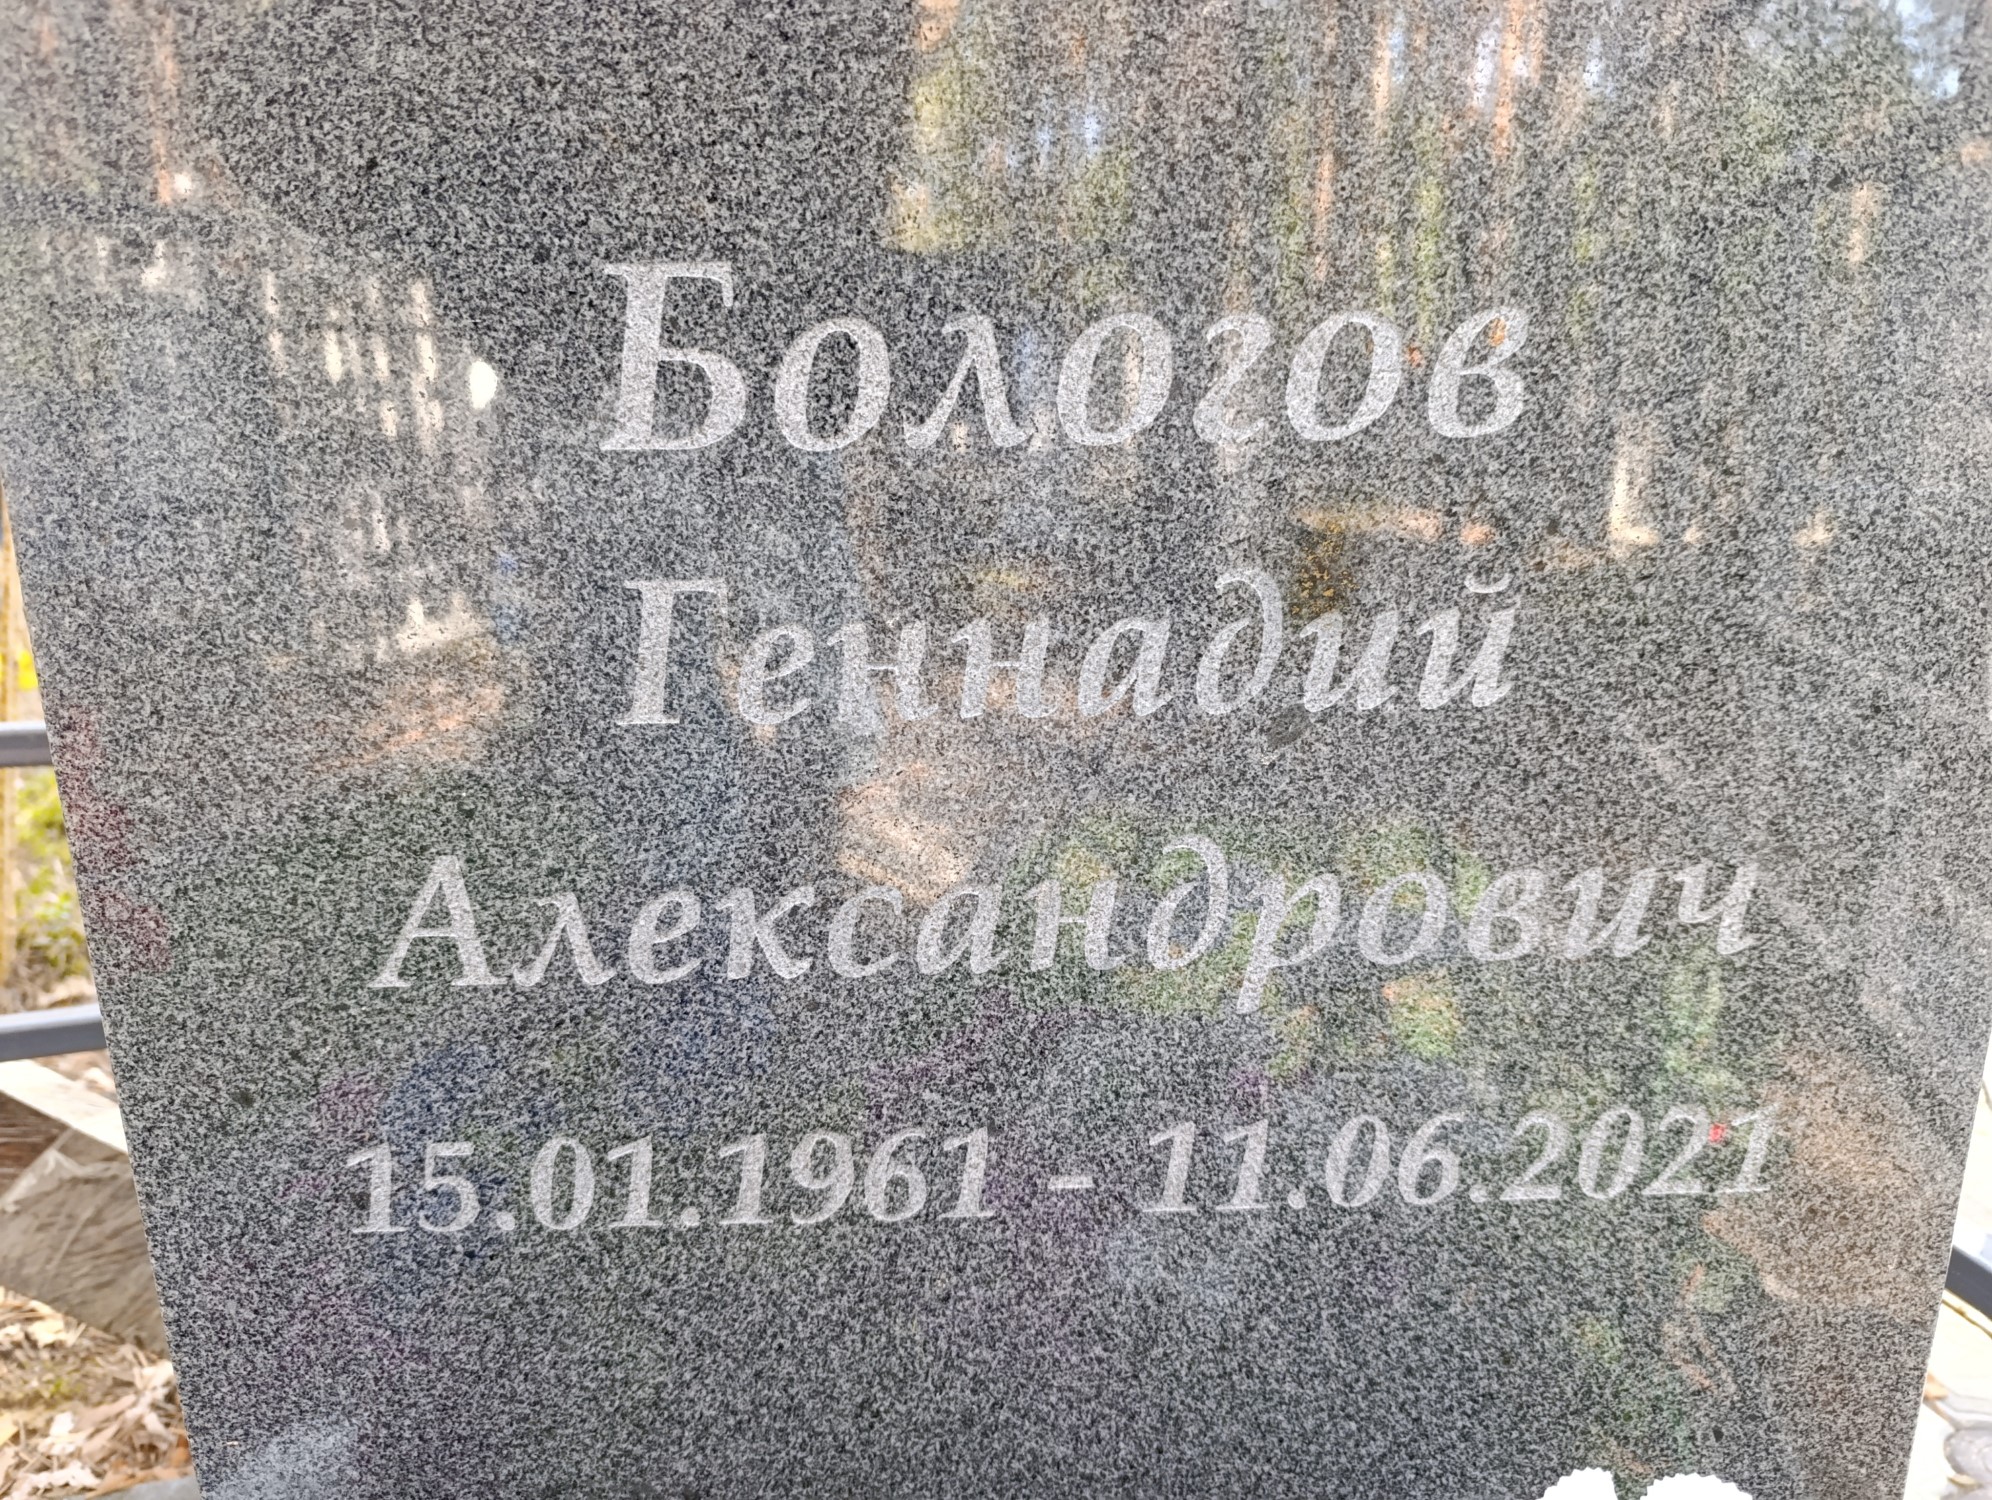 Бологов
Геннадий
Александрович
15.01.1961 - 11.06.2021